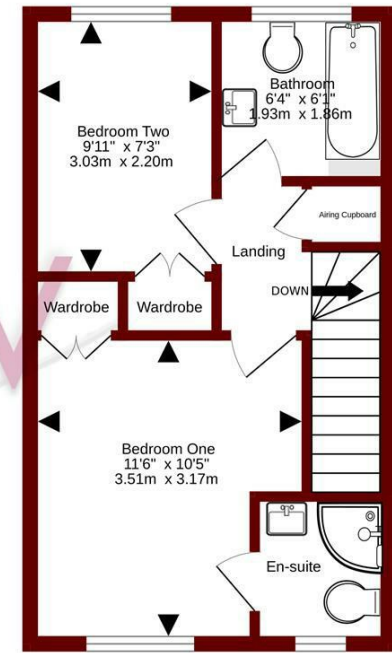 Bathroom
6'4" x 6'1"
1.93m x 1.86m
Bedroom Two
9'11" x 7'3"
3.03m x 2.20m
Airing Cupboard
Landing
DOWN
Wardrobe
Wardrobe
Bedroom One
11'6" x 10'5"
3.51m x 3.17m
En-suite